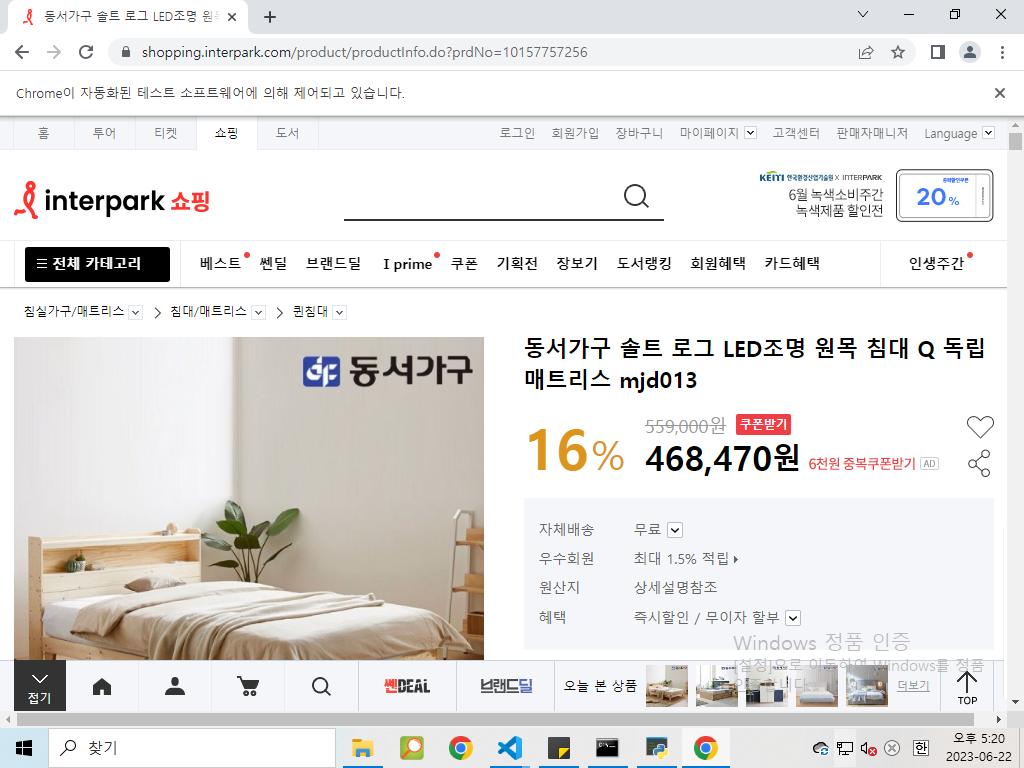 동서가구 솔트 로그 LED조명 원목
shopping.interpark.com/product/productInfo.do?prdNo=10157757256
Chrome이 자동화된 테스트 소프트웨어에 의해 제어되고 있습니다.
홈 투어 티켓 쇼핑 도서 로그인 회원가입 장바구니 마이페이지 고객센터 판매자매니저 Language
interpark 쇼핑
KEITI 한국환경산업기술원 X INTERPARK
6월 녹색소비주간
녹색제품 할인전
중복할인쿠폰
20%
전체 카테고리 베스트 쎈딜 브랜드딜 I prime 쿠폰 기획전 장보기 도서랭킹 회원혜택 카드혜택 인생주간
침실가구/매트리스 침대/매트리스 퀸침대
동서가구
동서가구 솔트 로그 LED조명 원목 침대 Q 독립
매트리스 mjd013
16%
559,000원 쿠폰받기
468,470원 6천원 중복쿠폰받기 AD
자체배송 무료
우수회원 최대 1.5% 적립
원산지 상세설명참조
혜택 즉시할인 / 무이자 할부
Windows 정품 인증
[설정]으로 이동하여 Windows를 정품
접기 쎈DEAL 브랜드딜 오늘 본 상품 더보기 TOP
찾기
한
오후 5:20
2023-06-22